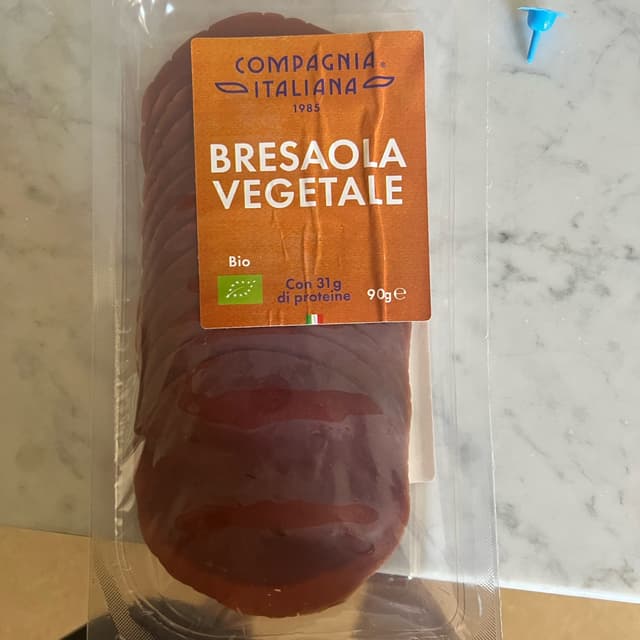 COMPAGNIA®
ITALIANA
1985
BRESAOLA
VEGETALE
Bio
Con 31g
di proteine
90g℮